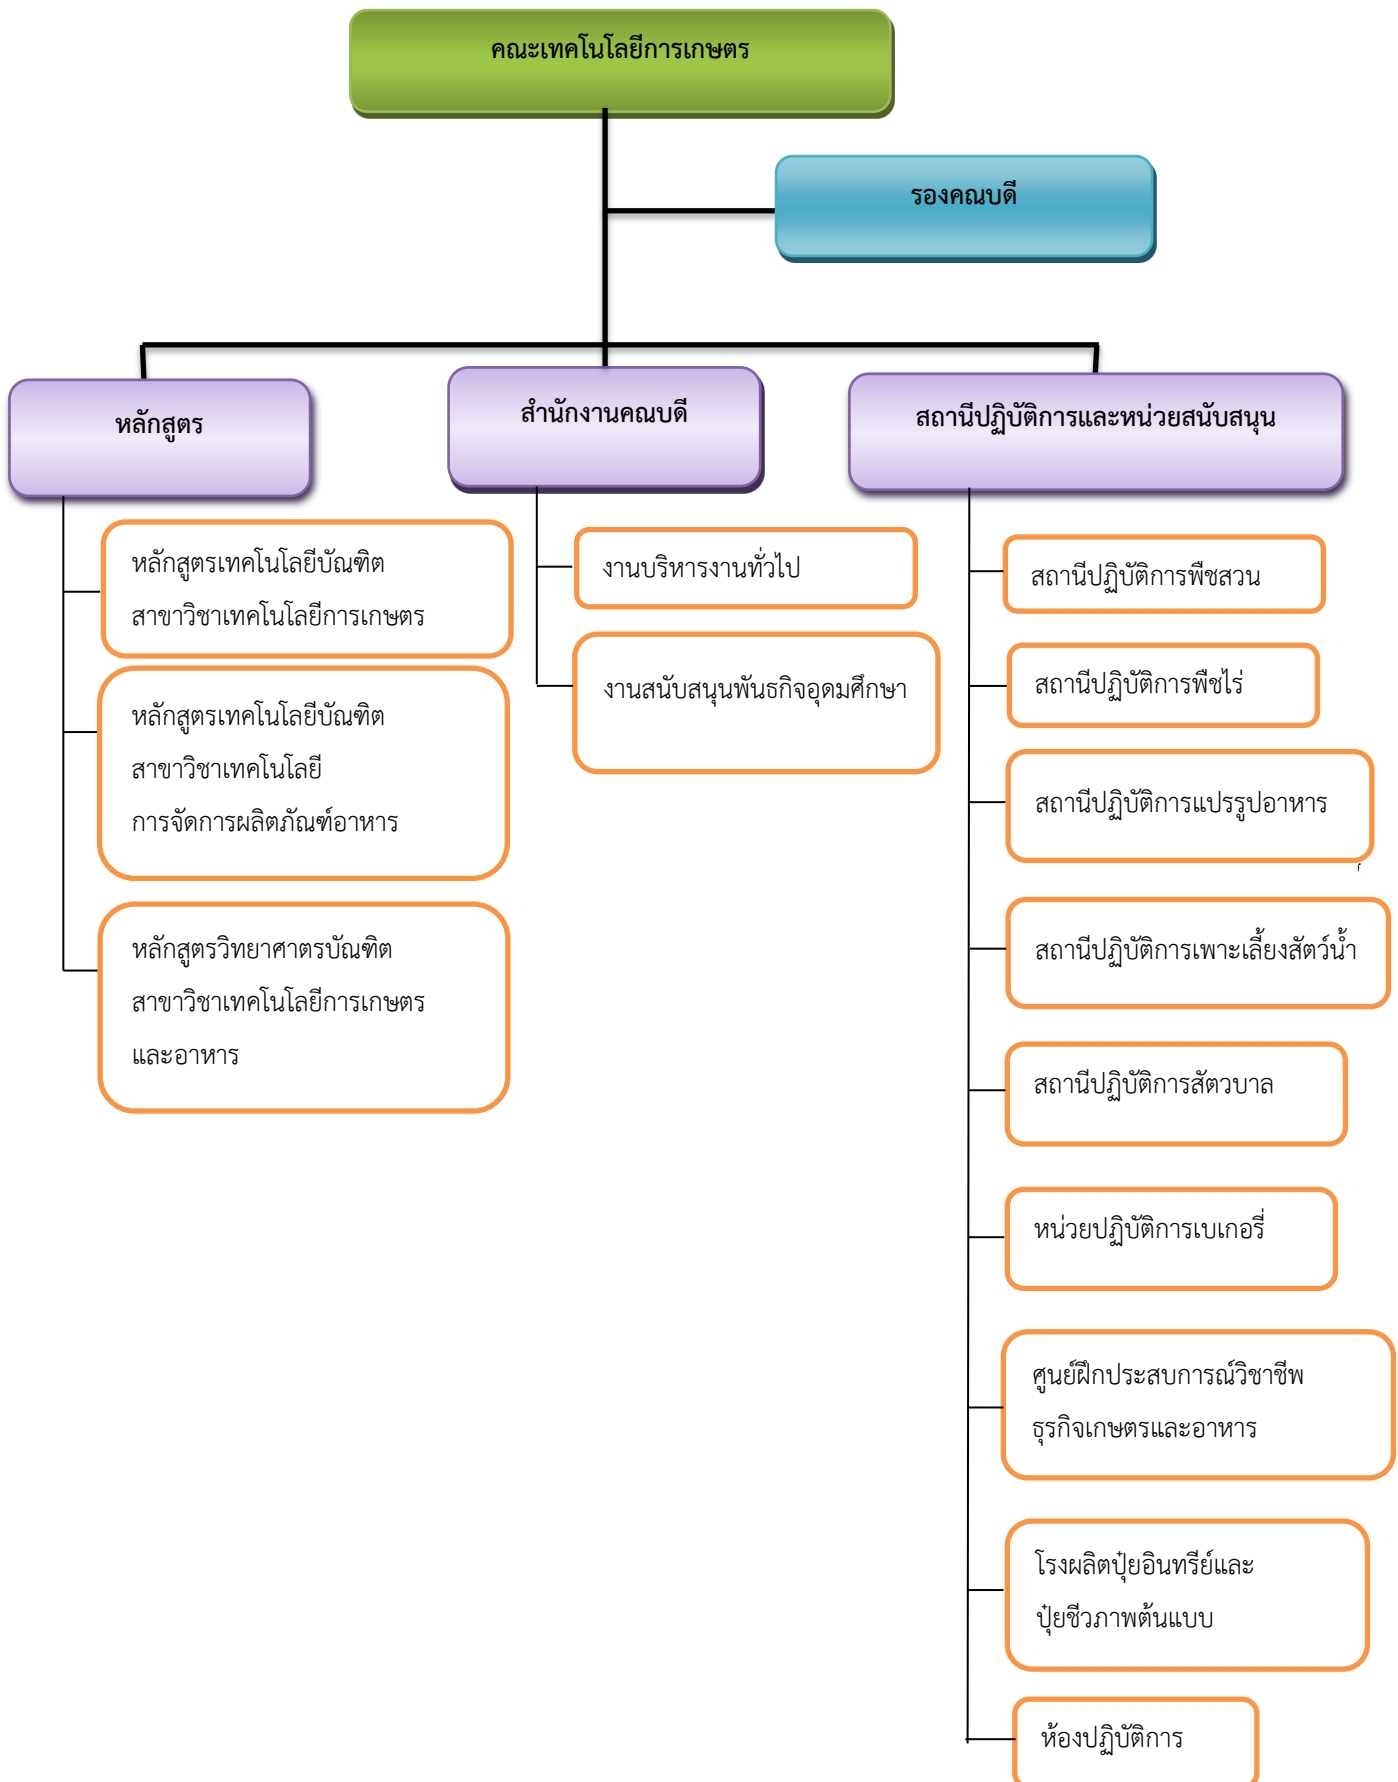 คณะเทคโนโลยีการเกษตร
รองคณบดี
หลักสูตร
สำนักงานคณบดี
สถานีปฏิบัติการและหน่วยสนับสนุน
หลักสูตรเทคโนโลยีบัณฑิต
สาขาวิชาเทคโนโลยีการเกษตร
หลักสูตรเทคโนโลยีบัณฑิต
สาขาวิชาเทคโนโลยี
การจัดการผลิตภัณฑ์อาหาร
หลักสูตรวิทยาศาตรบัณฑิต
สาขาวิชาเทคโนโลยีการเกษตร
และอาหาร
งานบริหารงานทั่วไป
งานสนับสนุนพันธกิจอุดมศึกษา
สถานีปฏิบัติการพืชสวน
สถานีปฏิบัติการพืชไร่
สถานีปฏิบัติการแปรรูปอาหาร
สถานีปฏิบัติการเพาะเลี้ยงสัตว์น้ำ
สถานีปฏิบัติการสัตวบาล
หน่วยปฏิบัติการเบเกอรี่
ศูนย์ฝึกประสบการณ์วิชาชีพ
ธุรกิจเกษตรและอาหาร
โรงผลิตปุ๋ยอินทรีย์และ
ปุ๋ยชีวภาพต้นแบบ
ห้องปฏิบัติการ